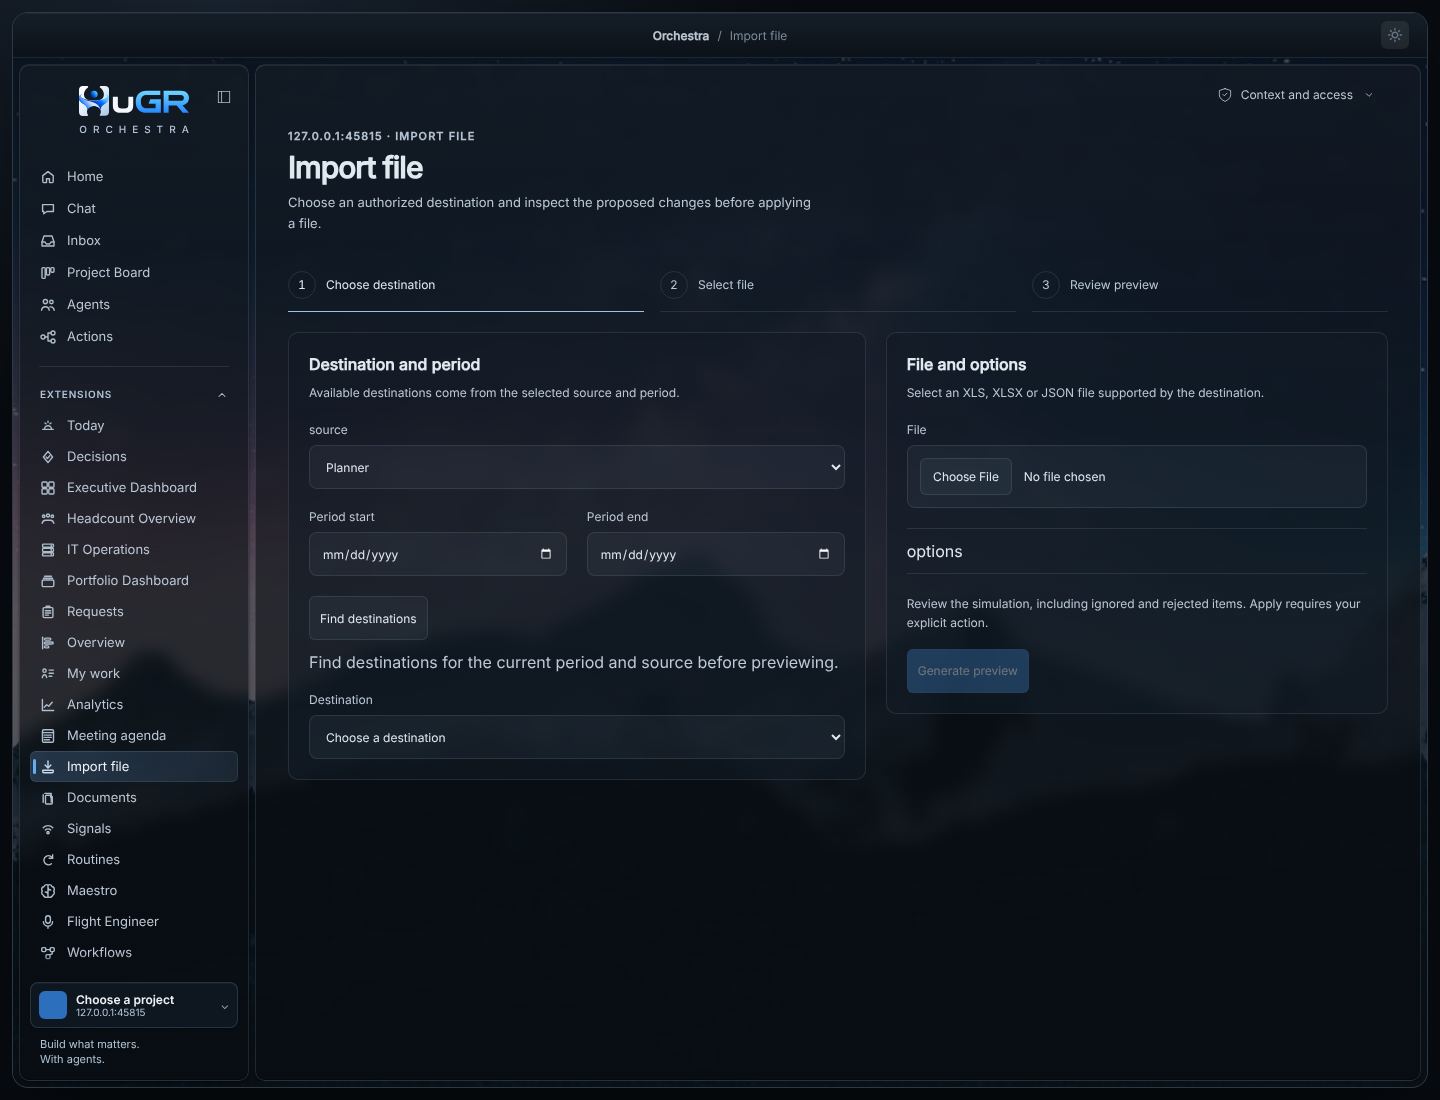 Orchestra / Import file
HuGR
ORCHESTRA
Home
Chat
Inbox
Project Board
Agents
Actions
EXTENSIONS
Today
Decisions
Executive Dashboard
Headcount Overview
IT Operations
Portfolio Dashboard
Requests
Overview
My work
Analytics
Meeting agenda
Import file
Documents
Signals
Routines
Maestro
Flight Engineer
Workflows
Choose a project
127.0.0.1:45815
Build what matters.
With agents.
Context and access
127.0.0.1:45815 · IMPORT FILE
Import file
Choose an authorized destination and inspect the proposed changes before applying
a file.
1 Choose destination
2 Select file
3 Review preview
Destination and period
Available destinations come from the selected source and period.
source
Planner
Period start
Period end
mm/dd/yyyy
mm/dd/yyyy
Find destinations
Find destinations for the current period and source before previewing.
Destination
Choose a destination
File and options
Select an XLS, XLSX or JSON file supported by the destination.
File
Choose File No file chosen
options
Review the simulation, including ignored and rejected items. Apply requires your
explicit action.
Generate preview